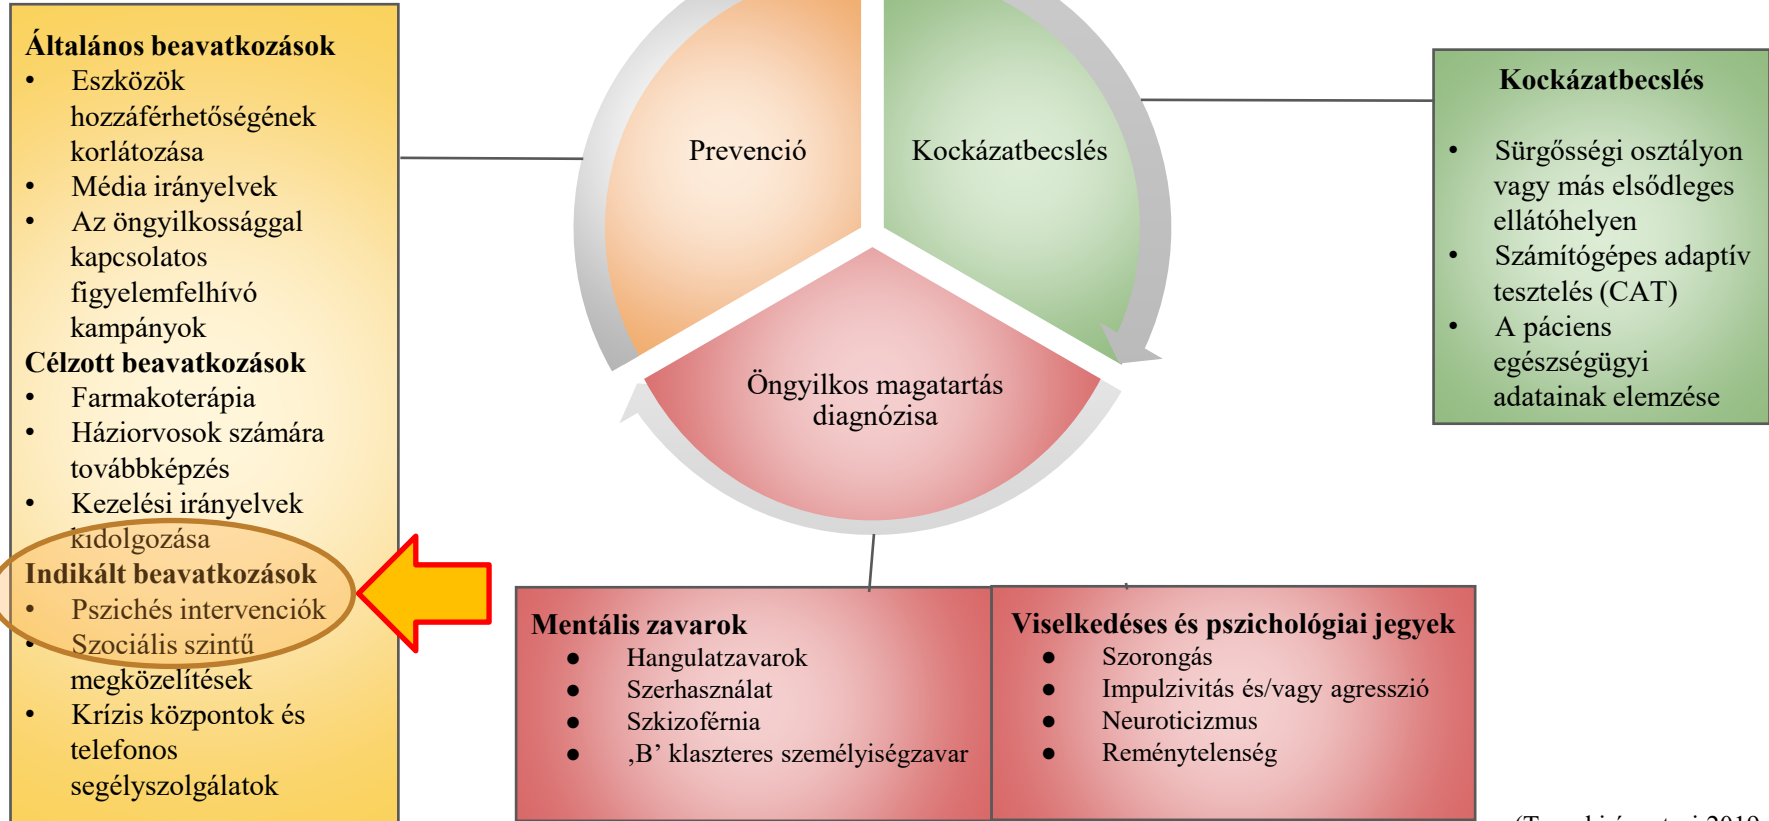 Általános beavatkozások
• Eszközök
hozzáférhetőségének
korlátozása
• Média irányelvek
• Az öngyilkossággal
kapcsolatos
figyelemfelhívó
kampányok
Célzott beavatkozások
• Farmakoterápia
• Háziorvosok számára
továbbképzés
• Kezelési irányelvek
kidolgozása
Indikált beavatkozások
• Pszichés intervenciók
• Szociális szintű
megközelítések
• Krízis központok és
telefonos
segélyszolgálatok
Prevenció
Kockázatbecslés
Öngyilkos magatartás
diagnózisa
Kockázatbecslés
• Sürgősségi osztályon
vagy más elsődleges
ellátóhelyen
• Számítógépes adaptív
tesztelés (CAT)
• A páciens
egészségügyi
adatainak elemzése
Mentális zavarok
● Hangulatzavarok
● Szerhasználat
● Szkizoférnia
● ‚B’ klaszteres személyiségzavar
Viselkedéses és pszichológiai jegyek
● Szorongás
● Impulzivitás és/vagy agresszió
● Neuroticizmus
● Reménytelenség
2019